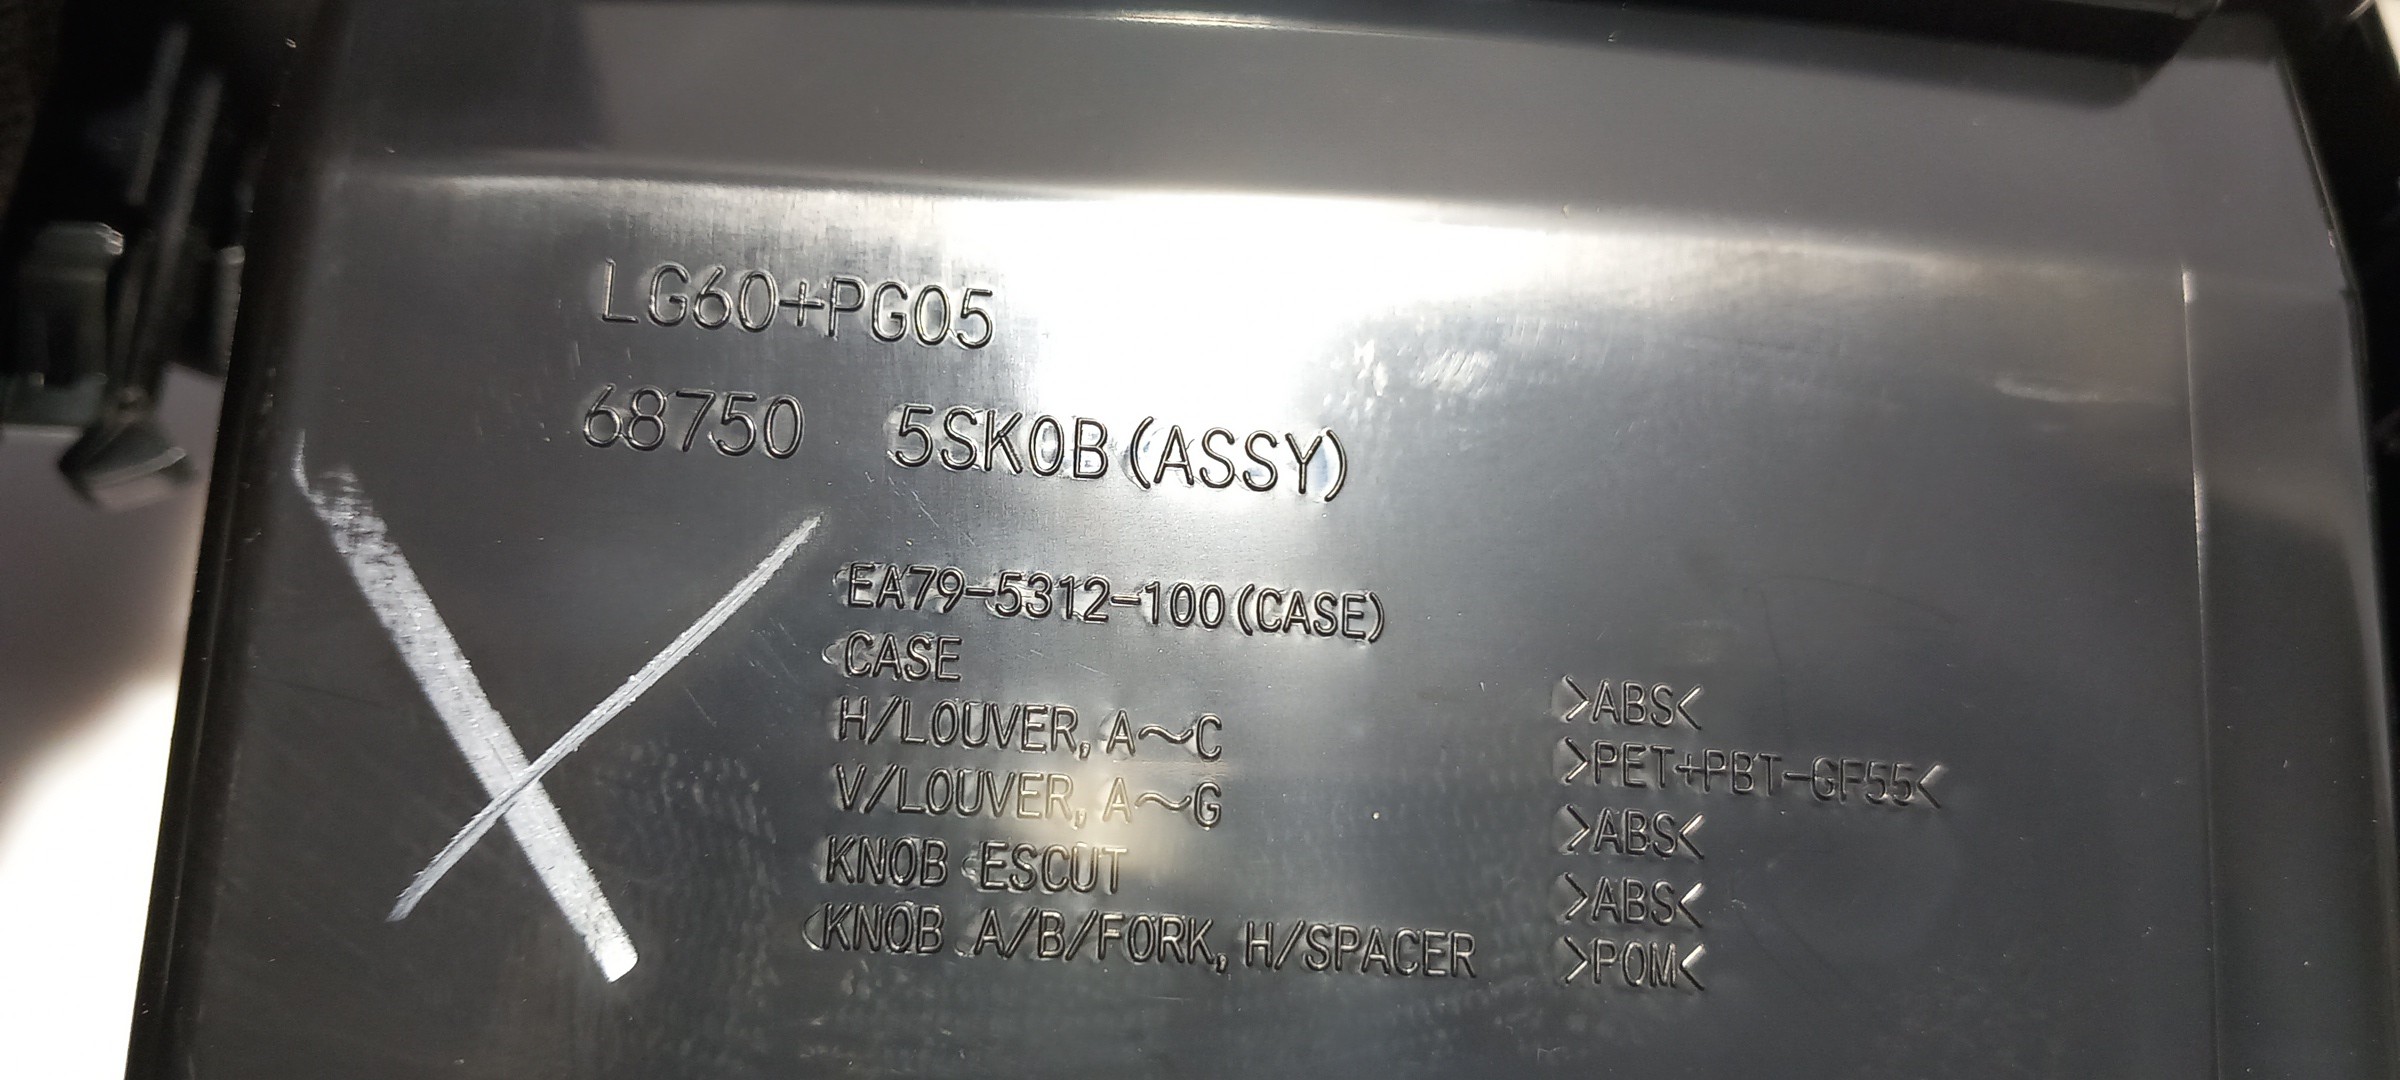 LG60+PG05
68750 5SK0B(ASSY)
EA79-5312-100(CASE)
CASE >ABS<
H/LOUVER, A～C >PET+PBT-GF55<
V/LOUVER, A～G >ABS<
KNOB ESCUT >ABS<
KNOB A/B/FORK, H/SPACER >POM<